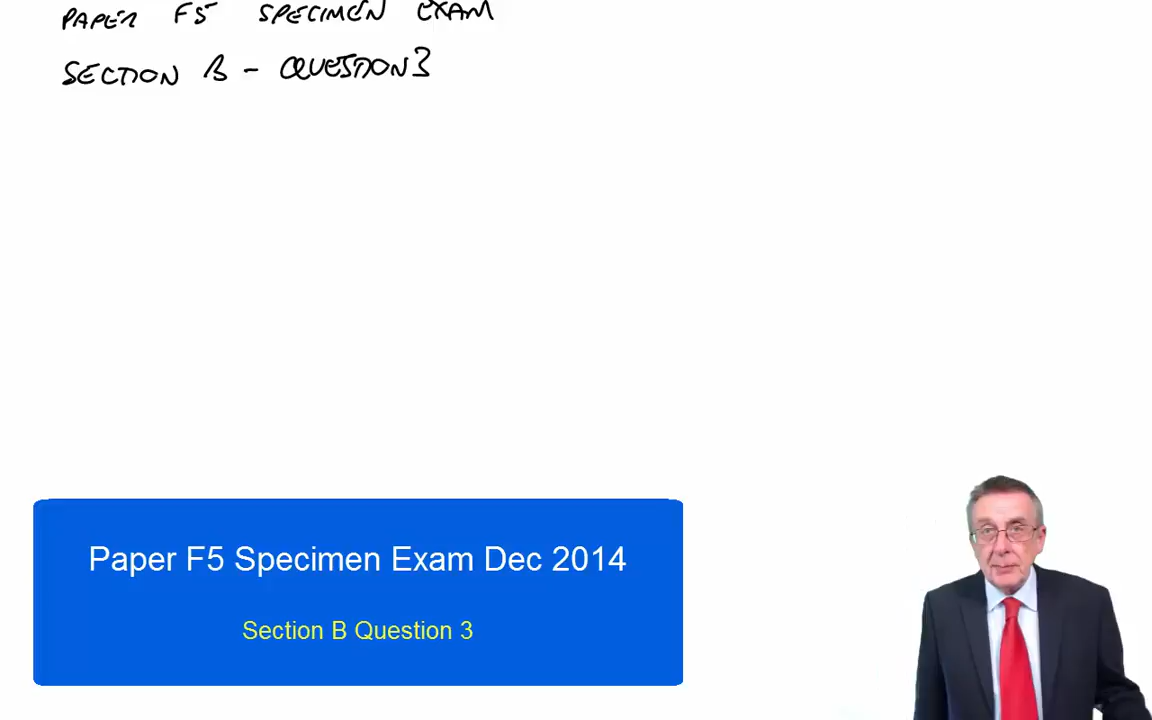 PAPER F5 SPECIMEN EXAM
SECTION B - QUESTION 3
Paper F5 Specimen Exam Dec 2014
Section B Question 3